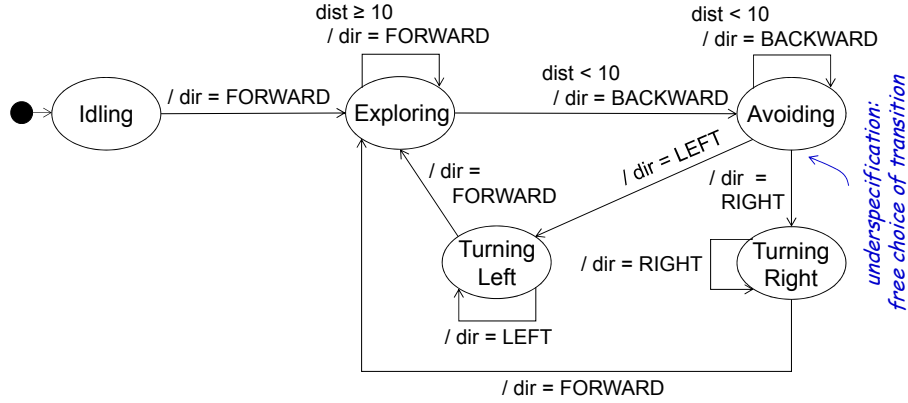 dist ≥ 10
/ dir = FORWARD
dist < 10
/ dir = BACKWARD
/ dir = FORWARD
dist < 10
/ dir = BACKWARD
Idling
Exploring
Avoiding
/ dir = LEFT
/ dir =
FORWARD
/ dir =
RIGHT
underspecification:
free choice of transition
Turning
Left
/ dir = RIGHT
Turning
Right
/ dir = LEFT
/ dir = FORWARD